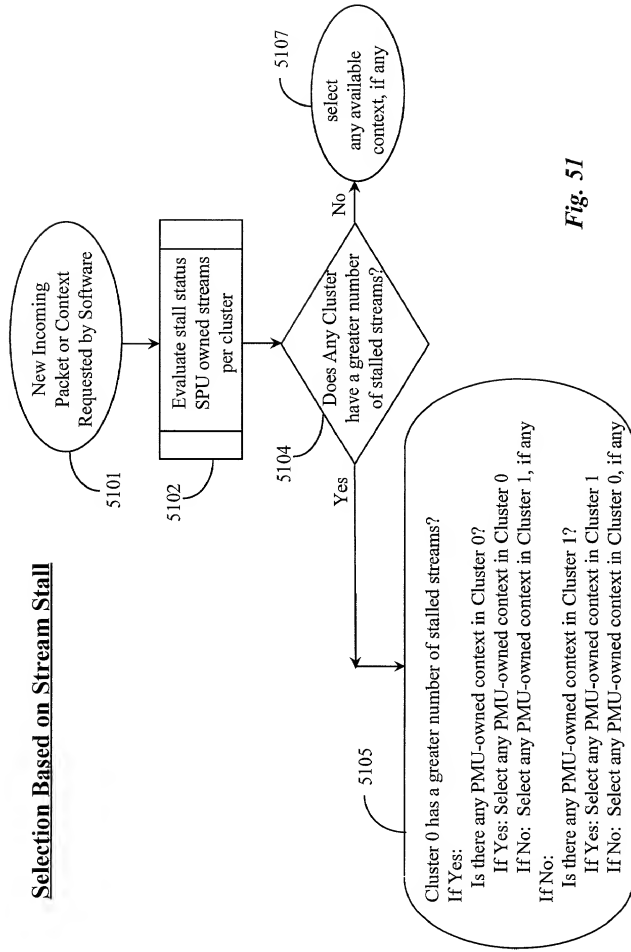 Selection Based on Stream Stall
New Incoming
Packet or Context
Requested by Software
5101
Evaluate stall status
SPU owned streams
per cluster
5102
Does Any Cluster
have a greater number
of stalled streams?
5104
Yes
No
select
any available
context, if any
5107
5105
Cluster 0 has a greater number of stalled streams?
If Yes:
Is there any PMU-owned context in Cluster 0?
If Yes: Select any PMU-owned context in Cluster 0
If No: Select any PMU-owned context in Cluster 1, if any
If No:
Is there any PMU-owned context in Cluster 1?
If Yes: Select any PMU-owned context in Cluster 1
If No: Select any PMU-owned context in Cluster 0, if any
Fig. 51